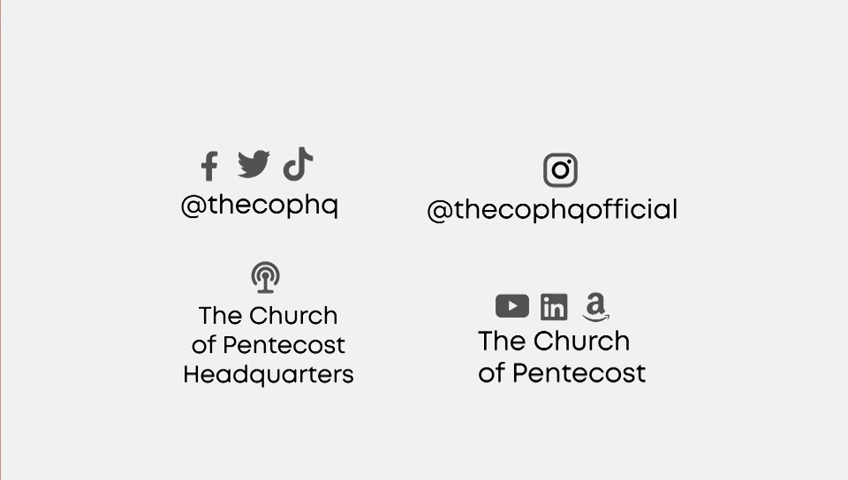 @thecophq
@thecophqofficial
The Church
of Pentecost
Headquarters
The Church
of Pentecost